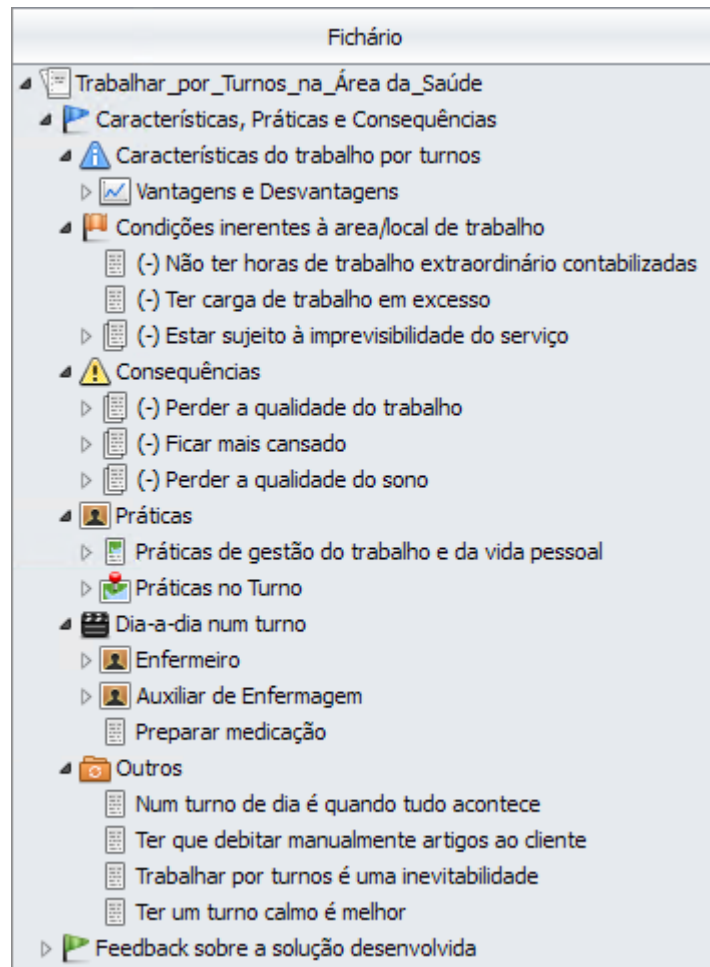 Fichário
Trabalhar_por_Turnos_na_Área da_Saúde
Características, Práticas e Consequências
Características do trabalho por turnos
Vantagens e Desvantagens
Condições inerentes à area/local de trabalho
(-) Não ter horas de trabalho extraordinário contabilizadas
(-) Ter carga de trabalho em excesso
(-) Estar sujeito à imprevisibilidade do serviço
Consequências
(-) Perder a qualidade do trabalho
(-) Ficar mais cansado
(-) Perder a qualidade do sono
Práticas
Práticas de gestão do trabalho e da vida pessoal
Práticas no Turno
Dia-a-dia num turno
Enfermeiro
Auxiliar de Enfermagem
Preparar medicação
Outros
Num turno de dia é quando tudo acontece
Ter que debitar manualmente artigos ao cliente
Trabalhar por turnos é uma inevitabilidade
Ter um turno calmo é melhor
Feedback sobre a solução desenvolvida